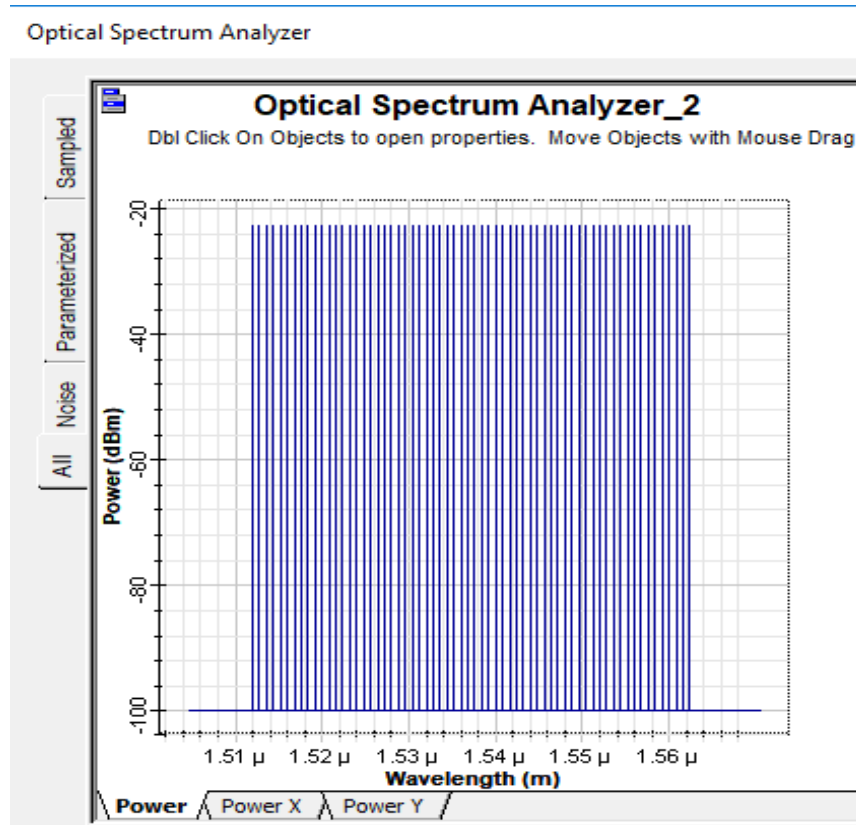 Optical Spectrum Analyzer
Optical Spectrum Analyzer_2
Dbl Click On Objects to open properties. Move Objects with Mouse Drag
Sampled
Parameterized
Noise
All
Power (dBm)
-20
-40
-60
-80
-100
1.51 µ 1.52 µ 1.53 µ 1.54 µ 1.55 µ 1.56 µ
Wavelength (m)
Power Power X Power Y